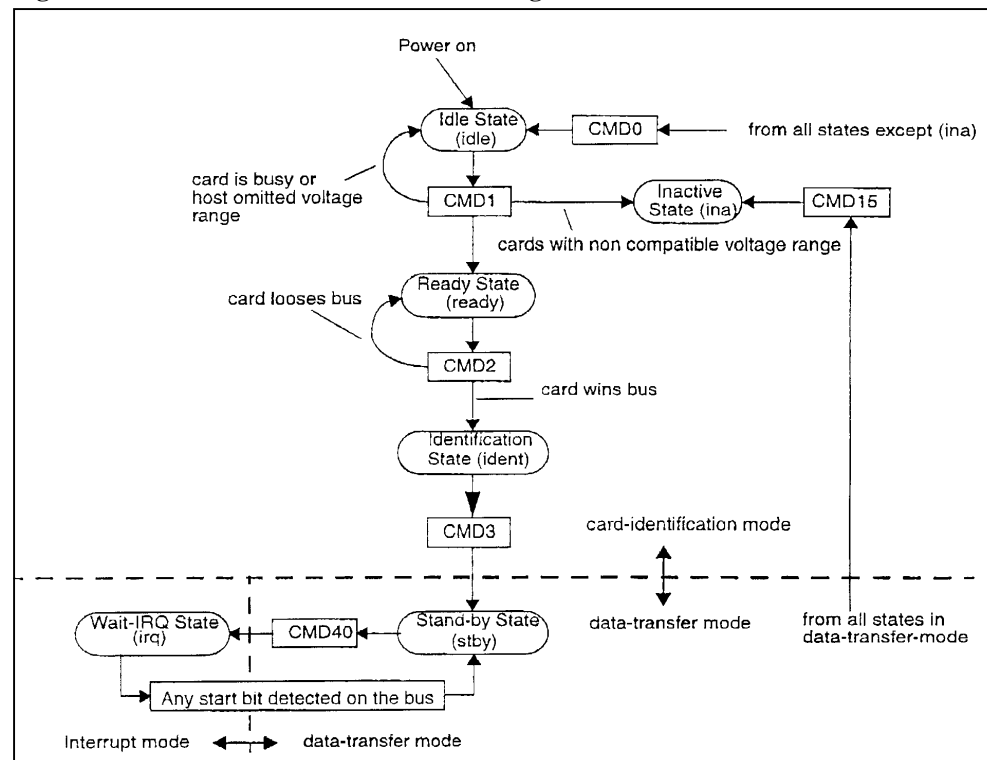 Power on
Idle State
(idle)
CMD0
from all states except (ina)
card is busy or
host omitted voltage
range
CMD1
Inactive
State (ina)
CMD15
cards with non compatible voltage range
Ready State
(ready)
card looses bus
CMD2
card wins bus
Identification
State (ident)
CMD3
card-identification mode
Wait-IRQ State
(irq)
CMD40
Stand-by State
(stby)
data-transfer mode
from all states in
data-transfer-mode
Any start bit detected on the bus
Interrupt mode
data-transfer mode